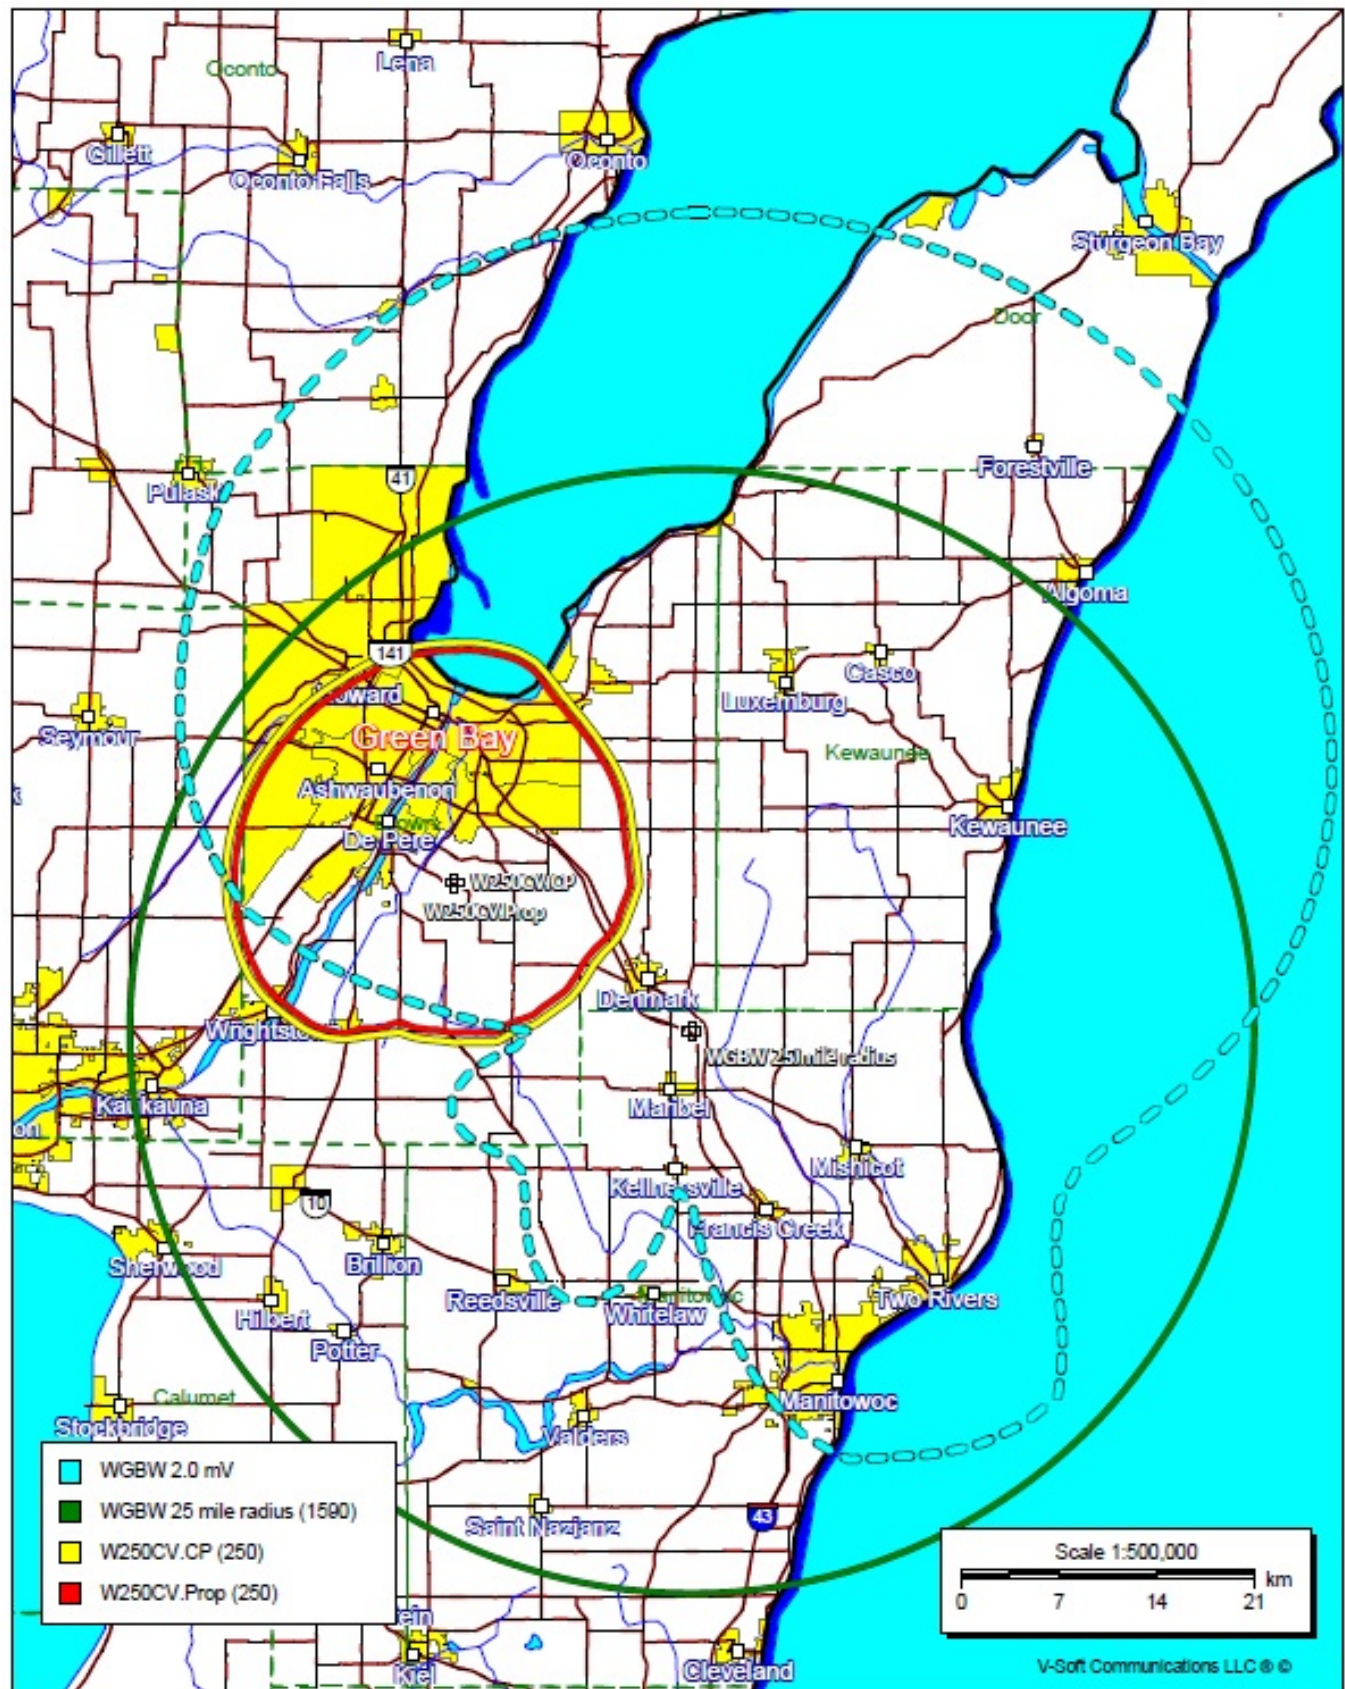 Lena
Oconto
Gillett
Oconto Falls
Oconto
Sturgeon Bay
Door
Forestville
41
Pulaski
Algoma
141
Casco
Luxemburg
Seymour
Green Bay
Kewaunee
Ashwaubenon
Kewaunee
De Pere
W250CV.CP
W250CV.Prop
Denmark
WGBW 25.0 mile radius
Kaukauna
Maribel
Mishicot
Kellnersville
10
Francis Creek
Sherwood
Brillion
Reedsville
Two Rivers
Hilbert
Whitelaw
Potter
Calumet
Manitowoc
Stockbridge
Valders
WGBW 2.0 mV
WGBW 25 mile radius (1590)
W250CV.CP (250)
W250CV.Prop (250)
Saint Nazianz
43
Scale 1:500,000
km
0 7 14 21
Kiel
Cleveland
V-Soft Communications LLC ® ©